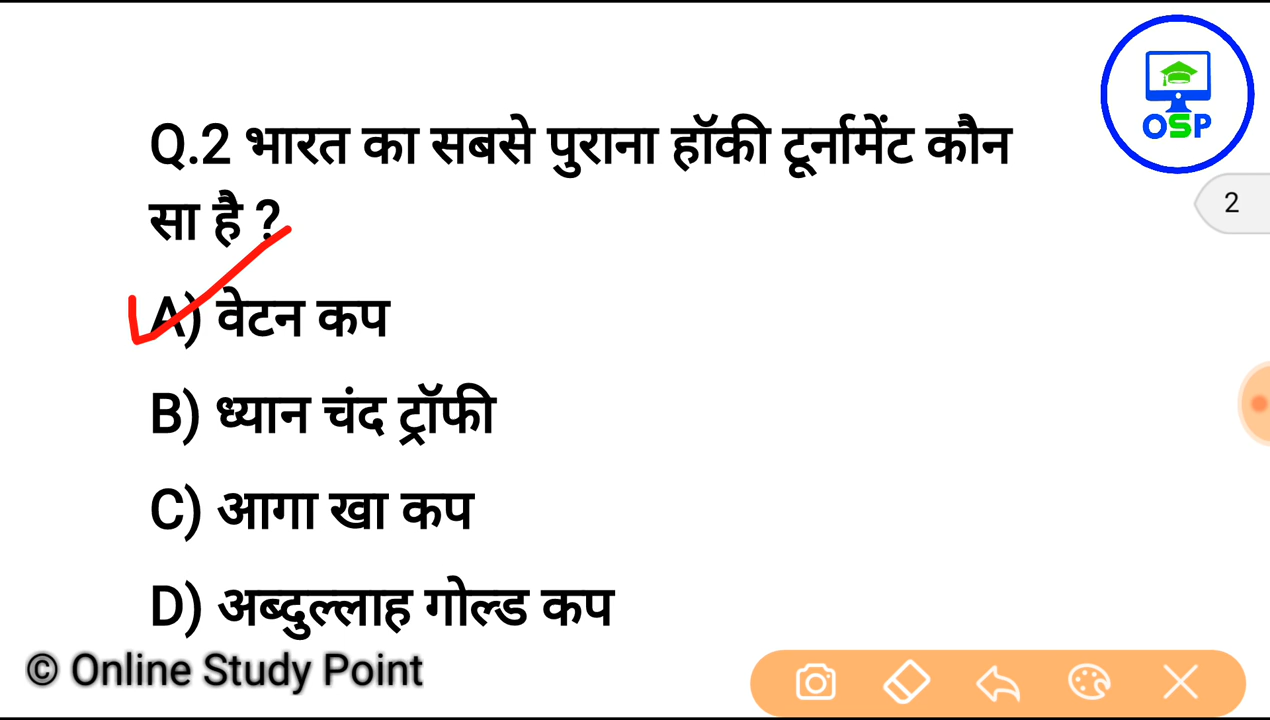 OSP
Q.2 भारत का सबसे पुराना हॉकी टूर्नामेंट कौन
सा है ?
2
A) वेटन कप
B) ध्यान चंद ट्रॉफी
C) आगा खा कप
D) अब्दुल्लाह गोल्ड कप
© Online Study Point